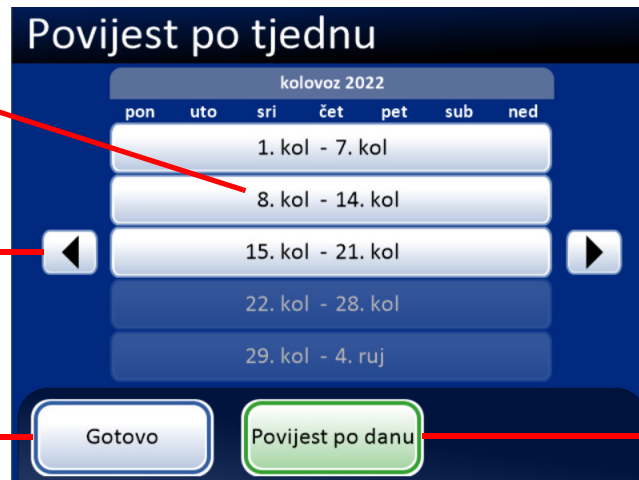 Povijest po tjednu
kolovoz 2022
pon uto sri čet pet sub ned
1. kol - 7. kol
8. kol - 14. kol
15. kol - 21. kol
22. kol - 28. kol
29. kol - 4. ruj
Gotovo Povijest po danu